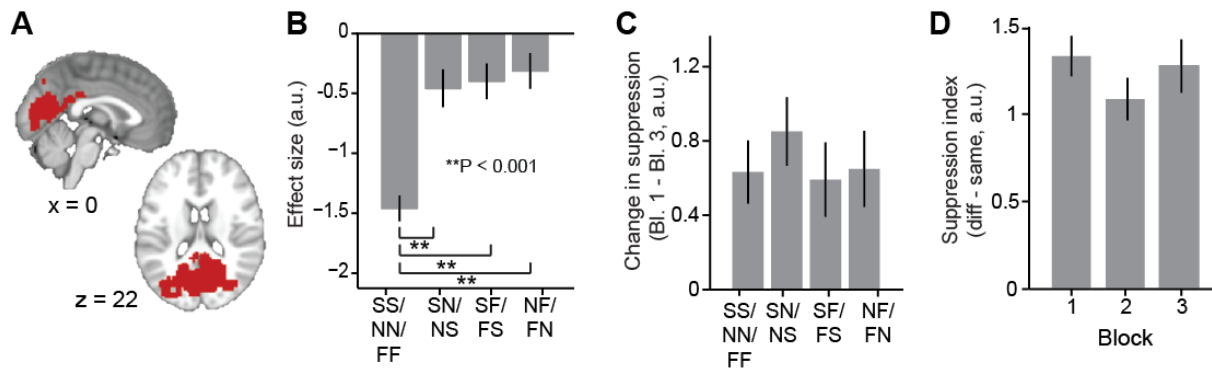 A
x = 0
z = 22
B
Effect size (a.u.)
0
−0.5
−1
−1.5
−2
**P < 0.001
**
**
**
SS/
NN/
FF
SN/
NS
SF/
FS
NF/
FN
C
Change in suppression
(Bl. 1 - Bl. 3, a.u.)
1.2
0.8
0.4
0
SS/
NN/
FF
SN/
NS
SF/
FS
NF/
FN
D
Suppression index
(diff - same, a.u.)
1.5
1
0.5
0
1 2 3
Block